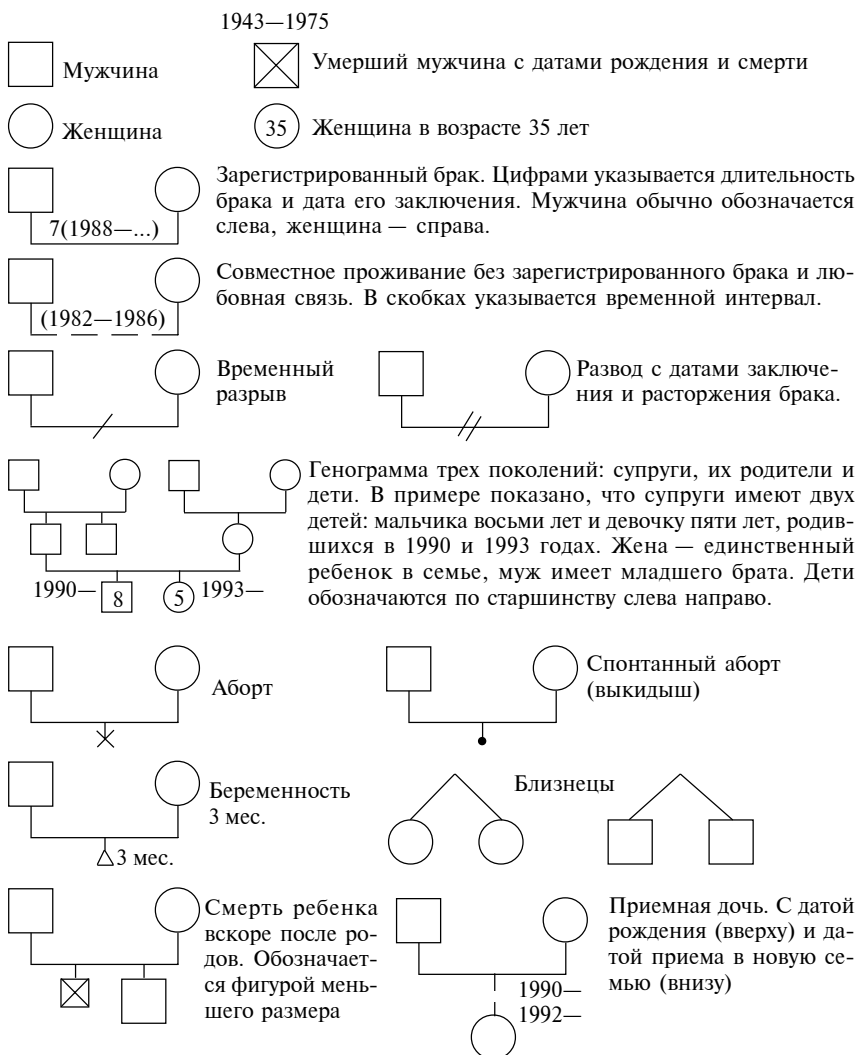 1943—1975
Мужчина
Умерший мужчина с датами рождения и смерти
Женщина
35
Женщина в возрасте 35 лет
7(1988—...)
Зарегистрированный брак. Цифрами указывается длительность
брака и дата его заключения. Мужчина обычно обозначается
слева, женщина — справа.
(1982—1986)
Совместное проживание без зарегистрированного брака и лю-
бовная связь. В скобках указывается временной интервал.
Временный
разрыв
Развод с датами заключе-
ния и расторжения брака.
1990—
8
5
1993—
Генограмма трех поколений: супруги, их родители и
дети. В примере показано, что супруги имеют двух
детей: мальчика восьми лет и девочку пяти лет, родив-
шихся в 1990 и 1993 годах. Жена — единственный
ребенок в семье, муж имеет младшего брата. Дети
обозначаются по старшинству слева направо.
Аборт
Спонтанный аборт
(выкидыш)
Беременность
3 мес.
3 мес.
Близнецы
Смерть ребенка
вскоре после ро-
дов. Обозначает-
ся фигурой мень-
шего размера
1990—
1992—
Приемная дочь. С датой
рождения (вверху) и да-
той приема в новую се-
мью (внизу)